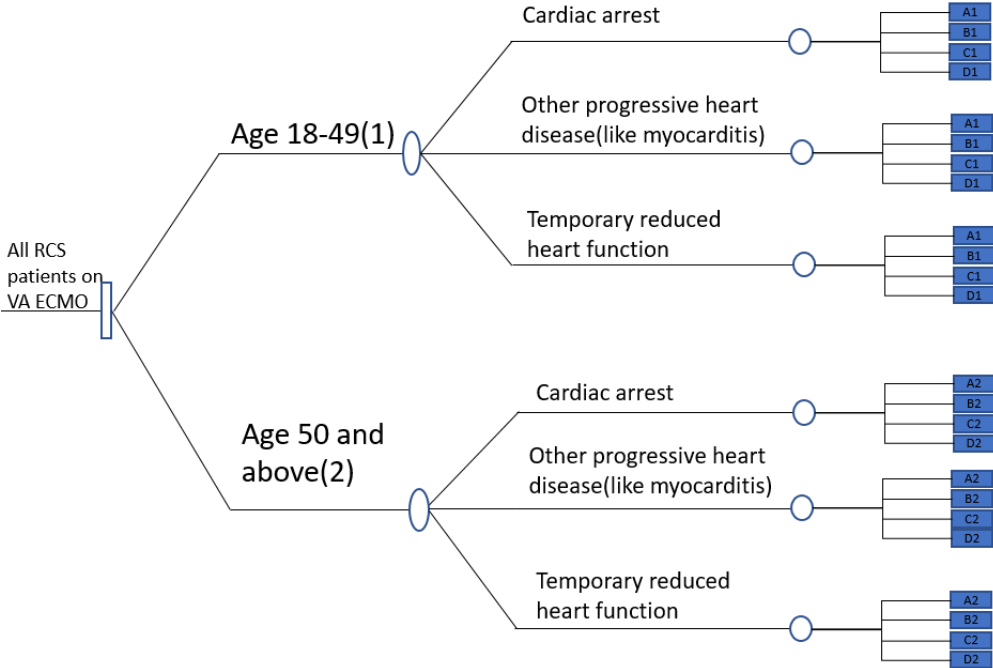 Cardiac arrest
A1
B1
C1
D1
Age 18-49(1)
Other progressive heart
disease(like myocarditis)
A1
B1
C1
D1
Temporary reduced
heart function
A1
B1
C1
D1
All RCS
patients on
VA ECMO
Cardiac arrest
A2
B2
C2
D2
Age 50 and
above(2)
Other progressive heart
disease(like myocarditis)
A2
B2
C2
D2
Temporary reduced
heart function
A2
B2
C2
D2